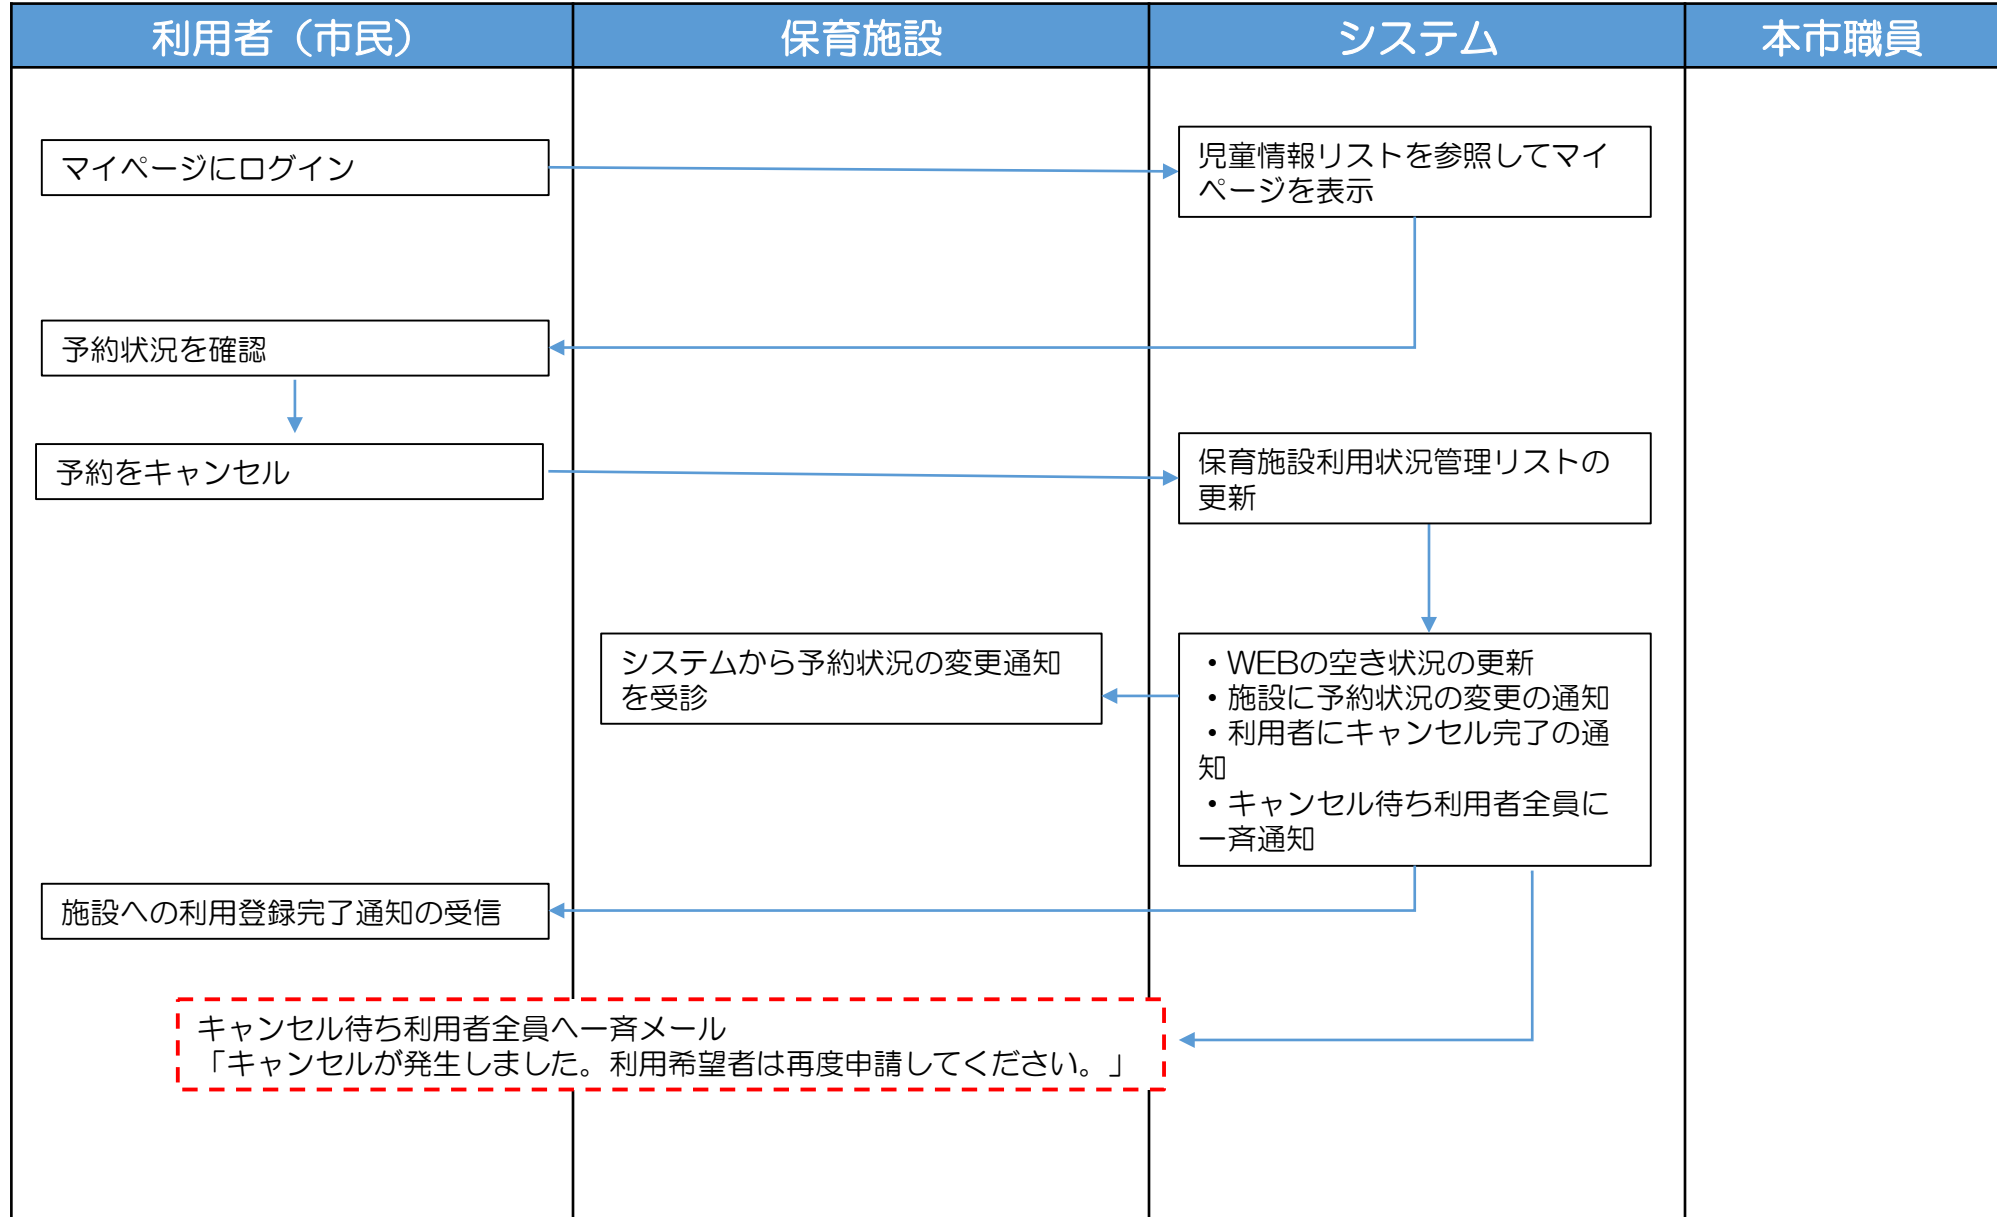 利用者（市民）
保育施設
システム
本市職員
マイページにログイン
児童情報リストを参照してマイ
ページを表示
予約状況を確認
予約をキャンセル
保育施設利用状況管理リストの
更新
システムから予約状況の変更通知
を受診
・WEBの空き状況の更新
・施設に予約状況の変更の通知
・利用者にキャンセル完了の通
知
・キャンセル待ち利用者全員に
一斉通知
施設への利用登録完了通知の受信
キャンセル待ち利用者全員へ一斉メール
「キャンセルが発生しました。利用希望者は再度申請してください。」